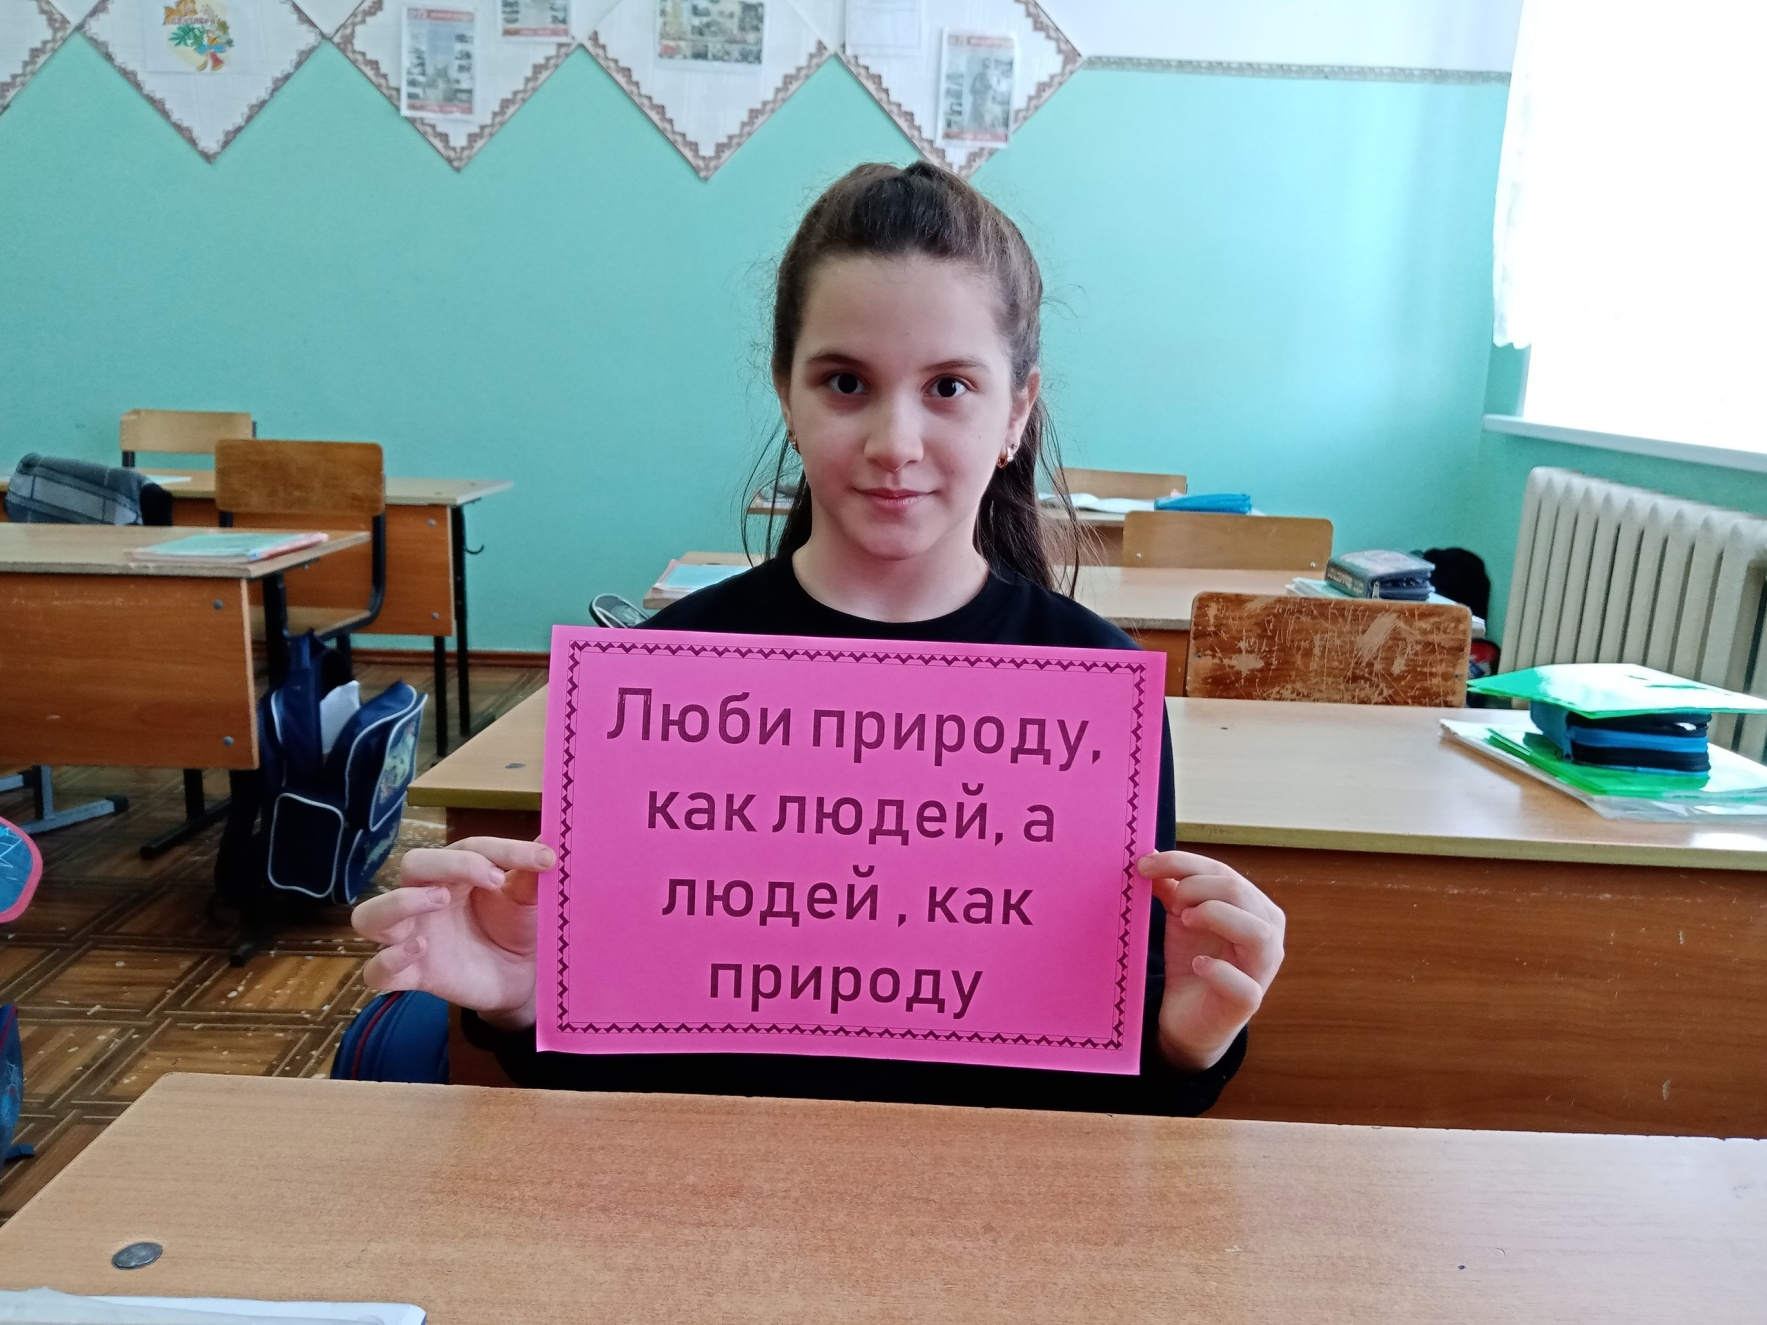 Люби природу,
как людей, а
людей , как
природу